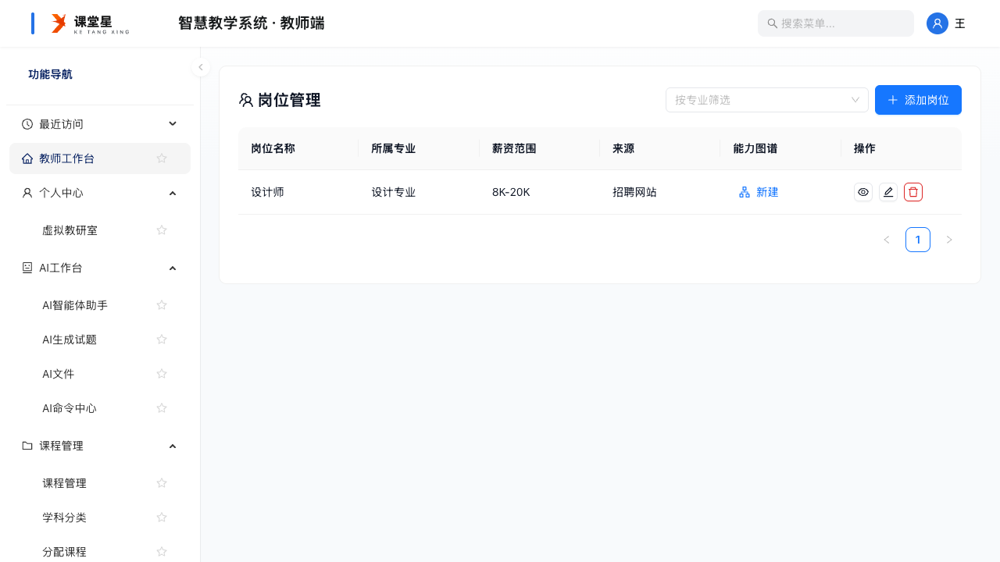 课堂星
KE TANG XING
智慧教学系统 · 教师端
搜索菜单...
王
功能导航
最近访问
教师工作台
个人中心
虚拟教研室
AI工作台
AI智能体助手
AI生成试题
AI文件
AI命令中心
课程管理
课程管理
学科分类
分配课程
岗位管理
按专业筛选
添加岗位
岗位名称 所属专业 薪资范围 来源 能力图谱 操作
设计师 设计专业 8K-20K 招聘网站 新建
1